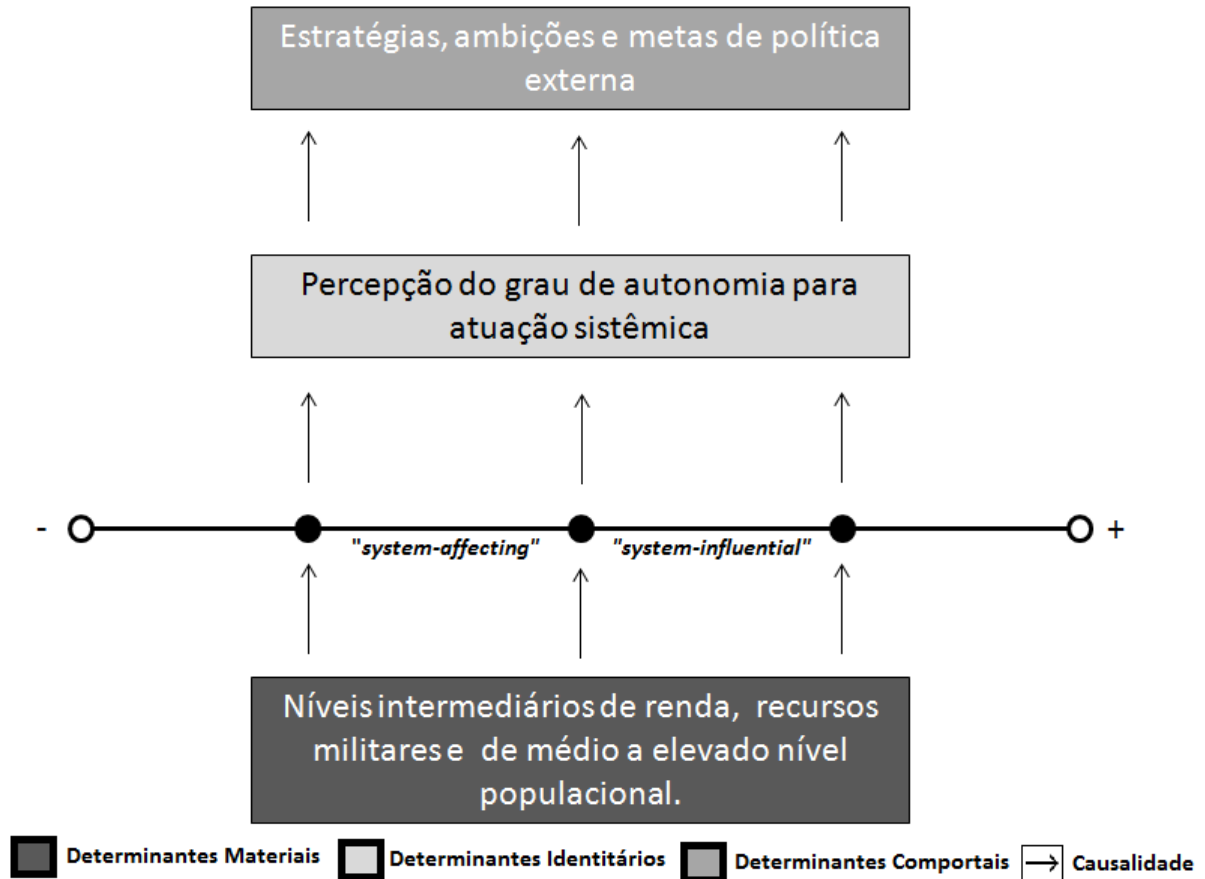 Estratégias, ambições e metas de política
externa
Percepção do grau de autonomia para
atuação sistêmica
- +
"system-affecting" "system-influential"
Níveis intermediários de renda, recursos
militares e de médio a elevado nível
populacional.
Determinantes Materiais Determinantes Identitários Determinantes Comportais Causalidade